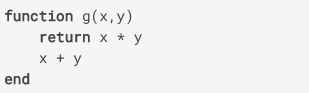 function g(x,y)
    return x * y
    x + y
end